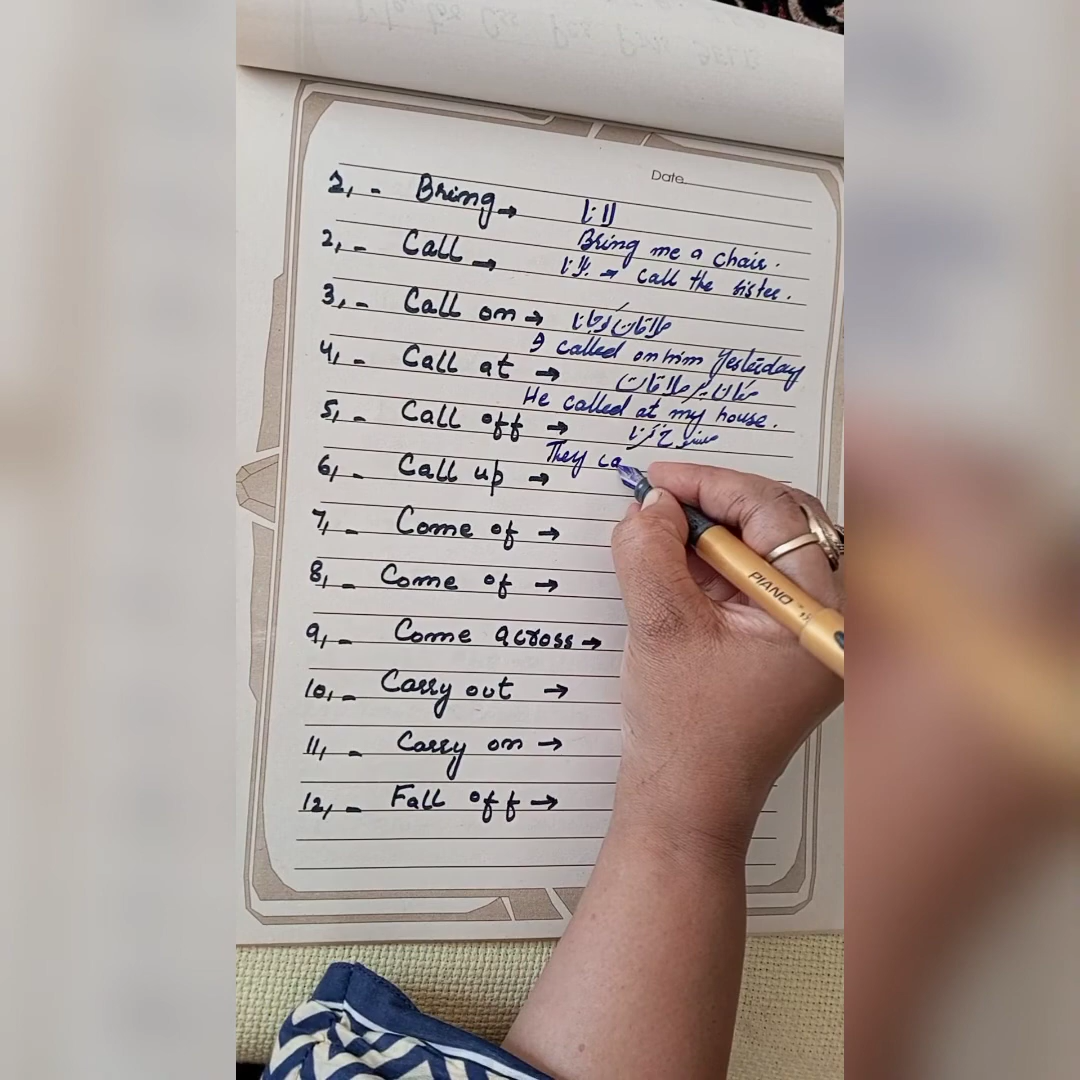 Date
1,- Bring → لانا
Bring me a chair.
2,- Call → بلانا → call the sister.
3,- Call on → ملاقات کرنا
I called on him Yesterday
4,- Call at → مکان پر ملاقات
He called at my house.
5,- Call off → منسوخ کرنا
They ca
6,- Call up →
7,- Come of →
8,- Come of →
9,- Come across →
10,- Carry out →
11,- Carry on →
12,- Fall off →
PIANO